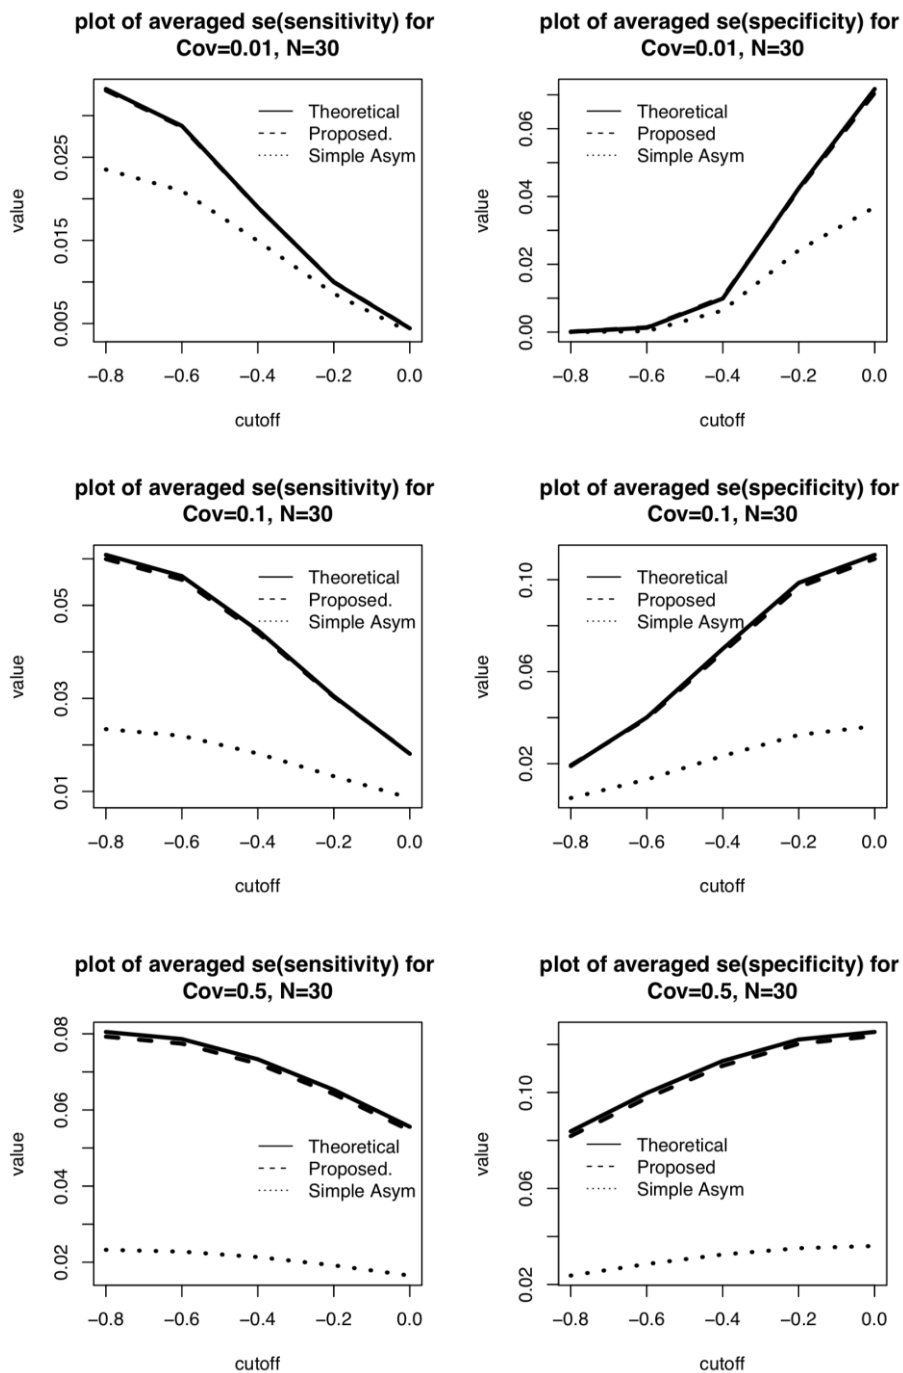 plot of averaged se(sensitivity) for
Cov=0.01, N=30
value
0.005
0.015
0.025
Theoretical
Proposed.
Simple Asym
−0.8 −0.6 −0.4 −0.2 0.0
cutoff
plot of averaged se(specificity) for
Cov=0.01, N=30
value
0.00
0.02
0.04
0.06
Theoretical
Proposed
Simple Asym
−0.8 −0.6 −0.4 −0.2 0.0
cutoff
plot of averaged se(sensitivity) for
Cov=0.1, N=30
value
0.01
0.03
0.05
Theoretical
Proposed.
Simple Asym
−0.8 −0.6 −0.4 −0.2 0.0
cutoff
plot of averaged se(specificity) for
Cov=0.1, N=30
value
0.02
0.06
0.10
Theoretical
Proposed
Simple Asym
−0.8 −0.6 −0.4 −0.2 0.0
cutoff
plot of averaged se(sensitivity) for
Cov=0.5, N=30
value
0.02
0.04
0.06
0.08
Theoretical
Proposed.
Simple Asym
−0.8 −0.6 −0.4 −0.2 0.0
cutoff
plot of averaged se(specificity) for
Cov=0.5, N=30
value
0.02
0.06
0.10
Theoretical
Proposed
Simple Asym
−0.8 −0.6 −0.4 −0.2 0.0
cutoff